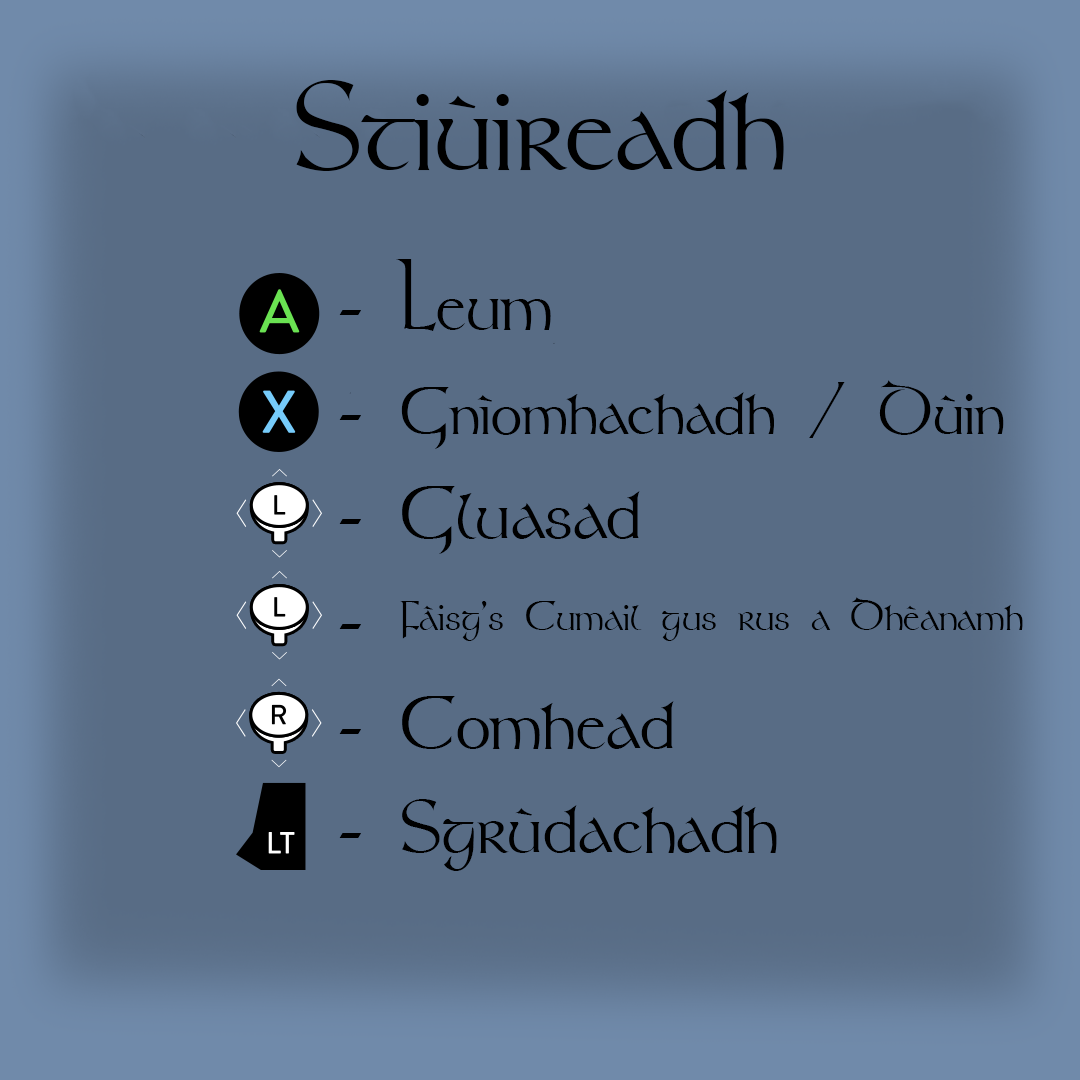 Stiùireadh
A - Leum
X - Gnìomhachadh / Dùin
L - Gluasad
L - Fàisg's Cumail gus rus a Dhèanamh
R - Comhead
LT - Sgrùdachadh